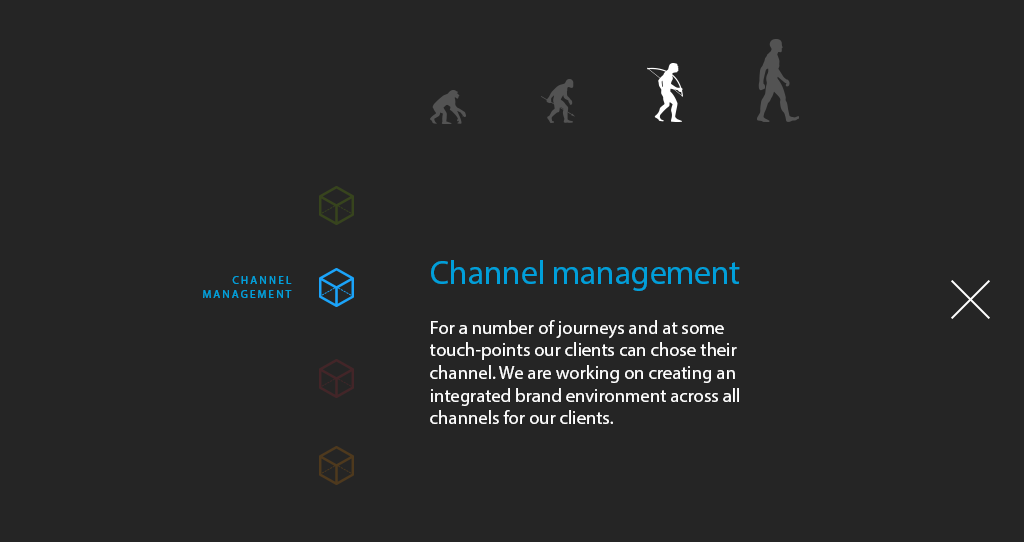 CHANNEL
MANAGEMENT
Channel management
For a number of journeys and at some
touch-points our clients can chose their
channel. We are working on creating an
integrated brand environment across all
channels for our clients.